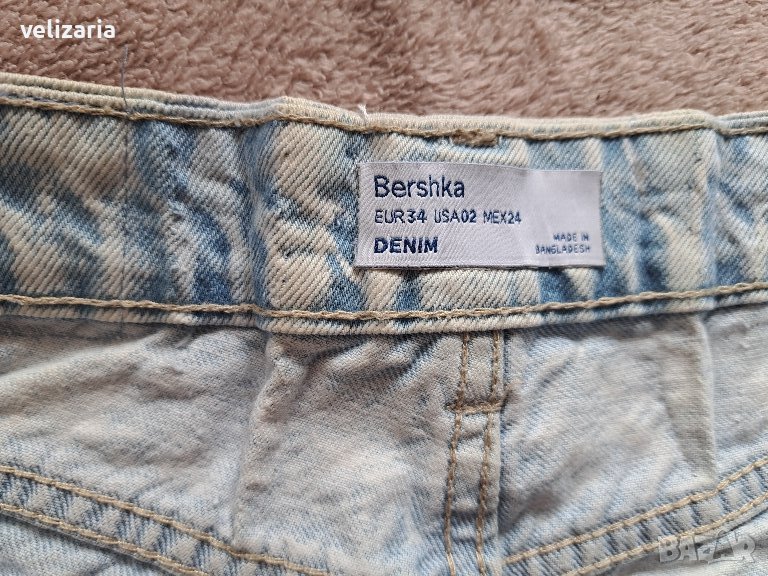 velizaria
Bershka
EUR34 USA02 MEX24
DENIM
MADE IN
BANGLADESH
BAZAR